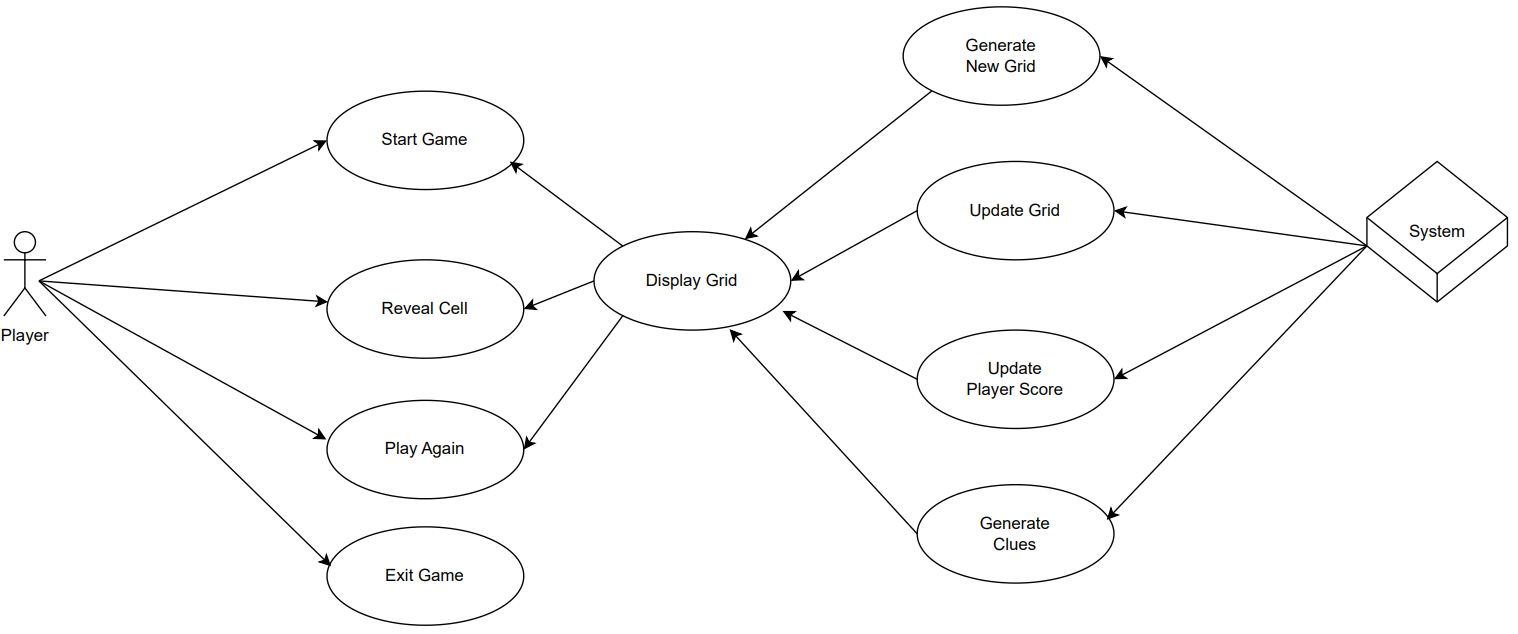 Generate
New Grid
Start Game
Update Grid
System
Display Grid
Reveal Cell
Player
Update
Player Score
Play Again
Generate
Clues
Exit Game